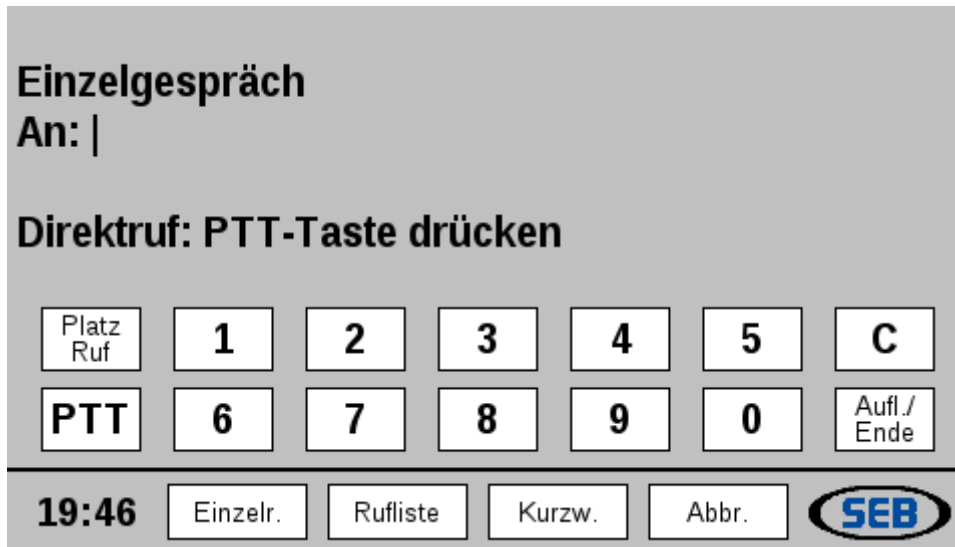 Einzelgespräch
An: |
Direktruf: PTT-Taste drücken
Platz Ruf 1 2 3 4 5 C
PTT 6 7 8 9 0 Aufl./ Ende
19:46 Einzelr. Rufliste Kurzw. Abbr. SEB